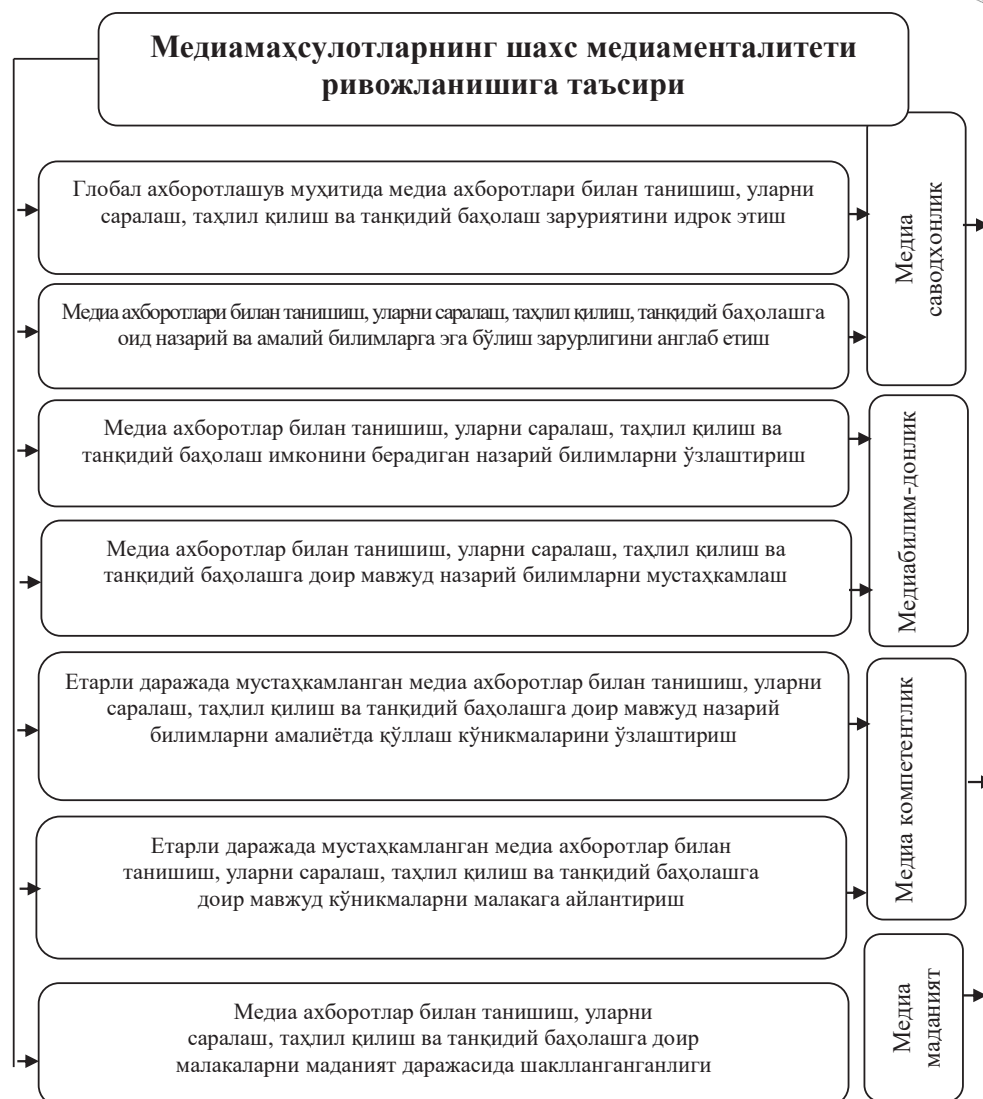 Медиамаҳсулотларнинг шахс медиаменталитети
ривожланишига таъсири
Глобал ахборотлашув муҳитида медиа ахборотлари билан танишиш, уларни
саралаш, таҳлил қилиш ва танқидий баҳолаш заруриятини идрок этиш
Медиа ахборотлари билан танишиш, уларни саралаш, таҳлил қилиш, танқидий баҳолашга
оид назарий ва амалий билимларга эга бўлиш зарурлигини англаб етиш
Медиа
саводхонлик
Медиа ахборотлар билан танишиш, уларни саралаш, таҳлил қилиш ва
танқидий баҳолаш имконини берадиган назарий билимларни ўзлаштириш
Медиа ахборотлар билан танишиш, уларни саралаш, таҳлил қилиш ва
танқидий баҳолашга доир мавжуд назарий билимларни мустаҳкамлаш
Медиабилим-донлик
Етарли даражада мустаҳкамланган медиа ахборотлар билан танишиш, уларни
саралаш, таҳлил қилиш ва танқидий баҳолашга доир мавжуд назарий
билимларни амалиётда қўллаш кўникмаларини ўзлаштириш
Етарли даражада мустаҳкамланган медиа ахборотлар билан
танишиш, уларни саралаш, таҳлил қилиш ва танқидий баҳолашга
доир мавжуд кўникмаларни малакага айлантириш
Медиа компетентлик
Медиа ахборотлар билан танишиш, уларни
саралаш, таҳлил қилиш ва танқидий баҳолашга доир
малакаларни маданият даражасида шаклланганганлиги
Медиа
маданият